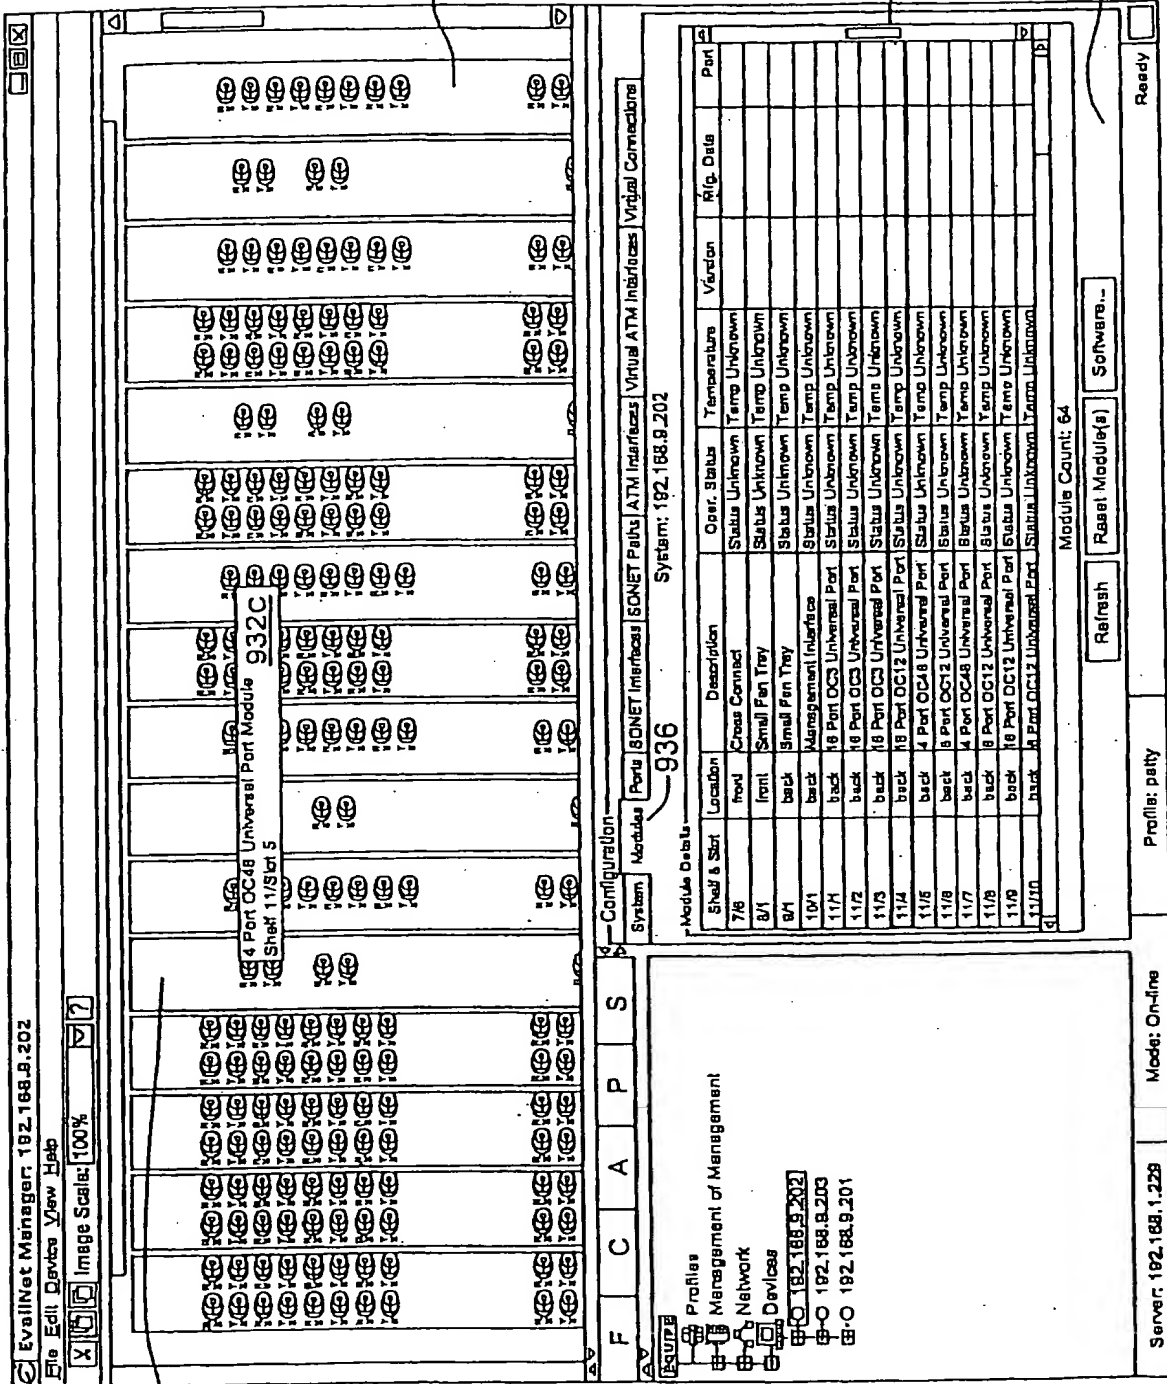 EvailNet Manager: 192.168.9.202
File Edit Device View Help
Image Scale: 100% ?
4 Port OC48 Universal Port Module
Shelf 11/Slot 5
932C
F C A P S
Profiles
Management of Management
Network
Devices
192.168.9.202
192.168.9.203
192.168.9.201
Configuration
System Modules Ports SONET Interfaces SONET Paths ATM Interfaces Virtual ATM Interfaces Virtual Connections
936
System: 192.168.9.202
Module Details
Shelf & Slot Location Description Oper. Status Temperature Version Mfg. Date Part
7/6 front Cross Connect Status Unknown Temp Unknown
8/1 front Small Fan Tray Status Unknown Temp Unknown
9/1 back Small Fan Tray Status Unknown Temp Unknown
10/1 back Management Interface Status Unknown Temp Unknown
11/1 back 16 Port OC3 Universal Port Status Unknown Temp Unknown
11/2 back 16 Port OC3 Universal Port Status Unknown Temp Unknown
11/3 back 16 Port OC3 Universal Port Status Unknown Temp Unknown
11/4 back 16 Port OC12 Universal Port Status Unknown Temp Unknown
11/5 back 4 Port OC48 Universal Port Status Unknown Temp Unknown
11/6 back 8 Port OC12 Universal Port Status Unknown Temp Unknown
11/7 back 4 Port OC48 Universal Port Status Unknown Temp Unknown
11/8 back 8 Port OC12 Universal Port Status Unknown Temp Unknown
11/9 back 16 Port OC12 Universal Port Status Unknown Temp Unknown
11/10 back 8 Port OC12 Universal Port Status Unknown Temp Unknown
Module Count: 64
Refresh Reset Module(s) Software...
Server: 192.168.1.229 Mode: On-line Profile: patty Ready